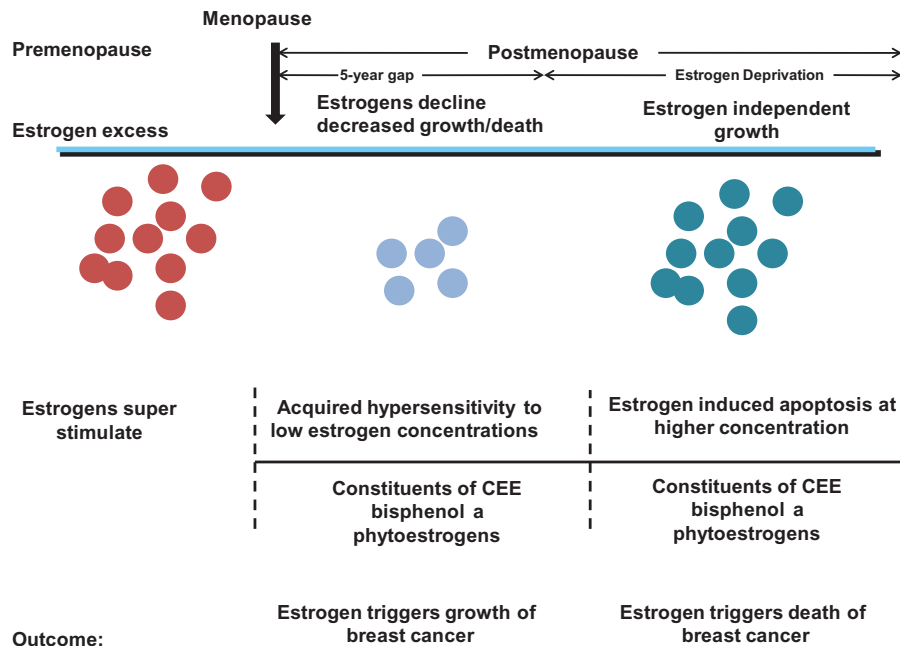 Menopause
Premenopause
Postmenopause
5-year gap
Estrogen Deprivation
Estrogens decline
decreased growth/death
Estrogen independent
growth
Estrogen excess
Estrogens super
stimulate
Acquired hypersensitivity to
low estrogen concentrations
Estrogen induced apoptosis at
higher concentration
Constituents of CEE
bisphenol a
phytoestrogens
Constituents of CEE
bisphenol a
phytoestrogens
Outcome:
Estrogen triggers growth of
breast cancer
Estrogen triggers death of
breast cancer